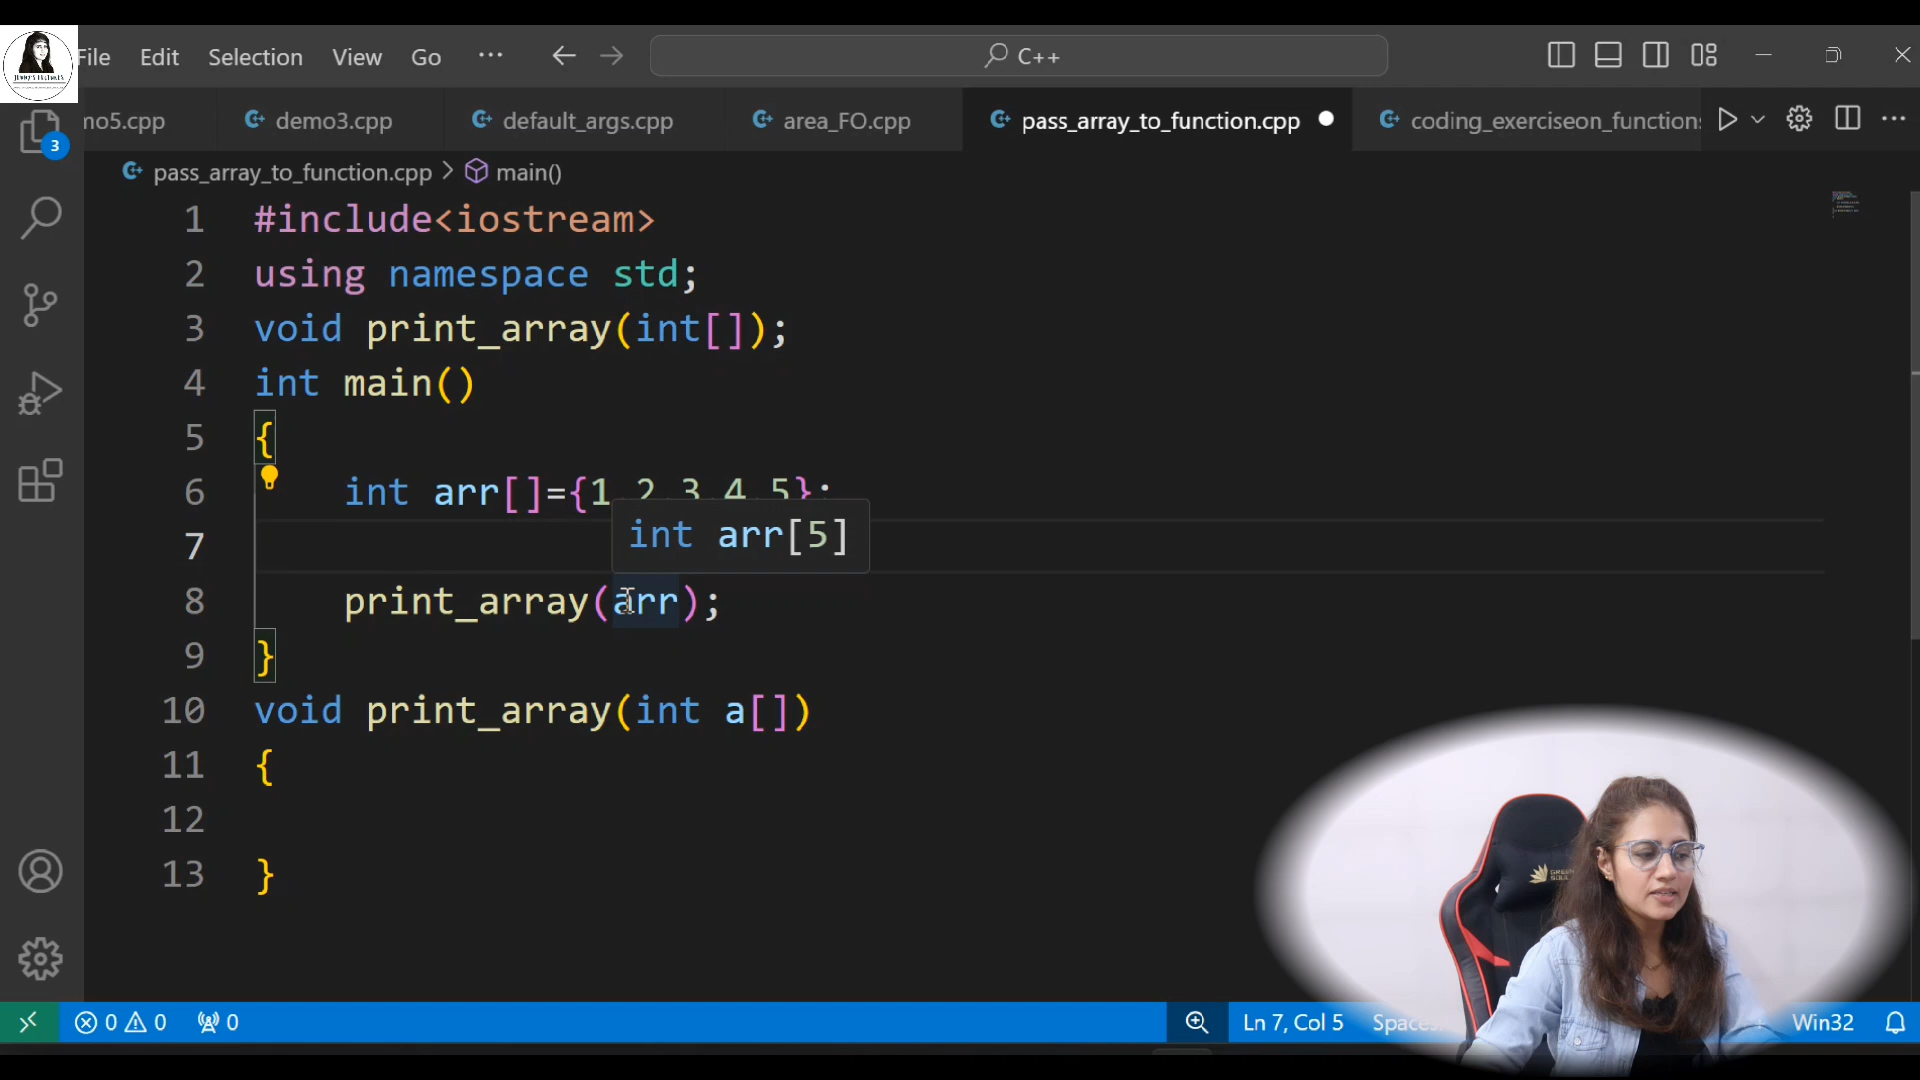 File Edit Selection View Go ··· C++
mo5.cpp demo3.cpp default_args.cpp area_FO.cpp pass_array_to_function.cpp coding_exerciseon_function
3
pass_array_to_function.cpp > main()
1 #include<iostream>
2 using namespace std;
3 void print_array(int[]);
4 int main()
5 {
6 int arr[]={1,2,3,4,5};
int arr[5]
7
8 print_array(arr);
9 }
10 void print_array(int a[])
11 {
12
13 }
0 0 0 Ln 7, Col 5 Spaces Win32